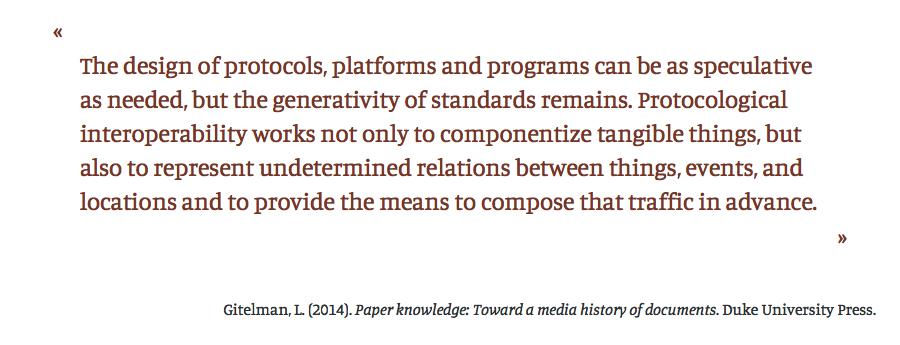 «
The design of protocols, platforms and programs can be as speculative
as needed, but the generativity of standards remains. Protocological
interoperability works not only to componentize tangible things, but
also to represent undetermined relations between things, events, and
locations and to provide the means to compose that traffic in advance.
»
Gitelman, L. (2014). Paper knowledge: Toward a media history of documents. Duke University Press.